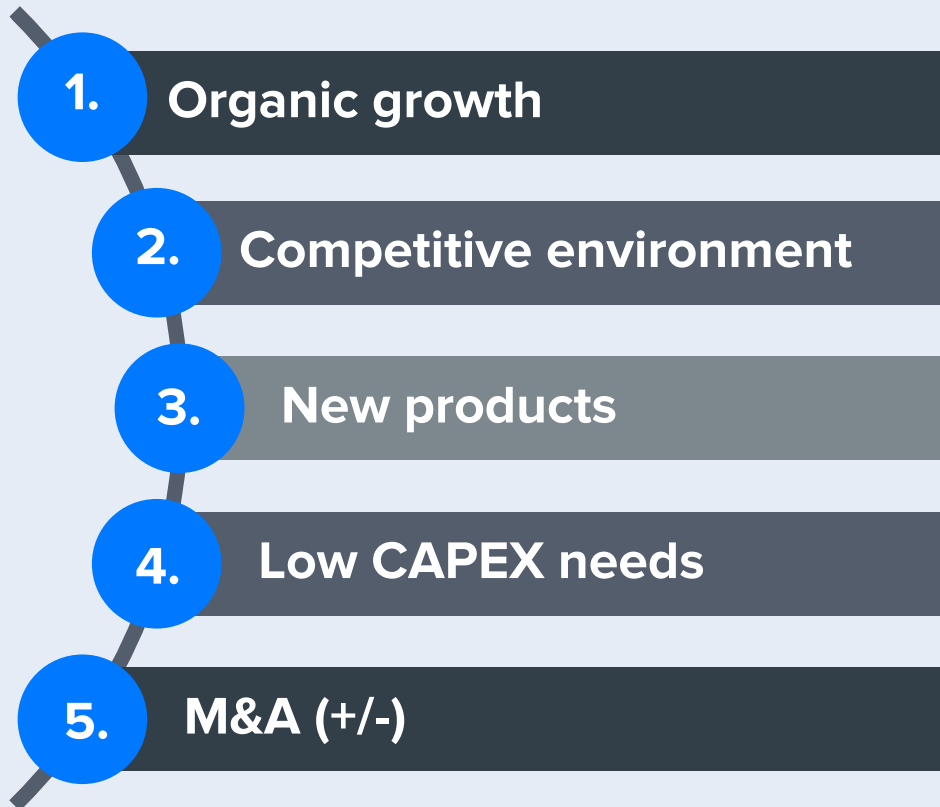 1. Organic growth
2. Competitive environment
3. New products
4. Low CAPEX needs
5. M&A (+/-)